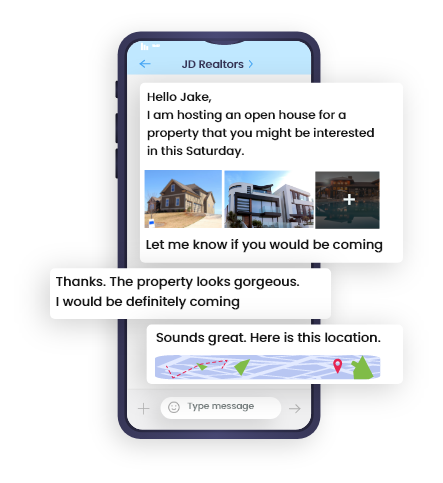 JD Realtors
Hello Jake,
I am hosting an open house for a
property that you might be interested
in this Saturday.
Let me know if you would be coming
Thanks. The property looks gorgeous.
I would be definitely coming
Sounds great. Here is this location.
Type message